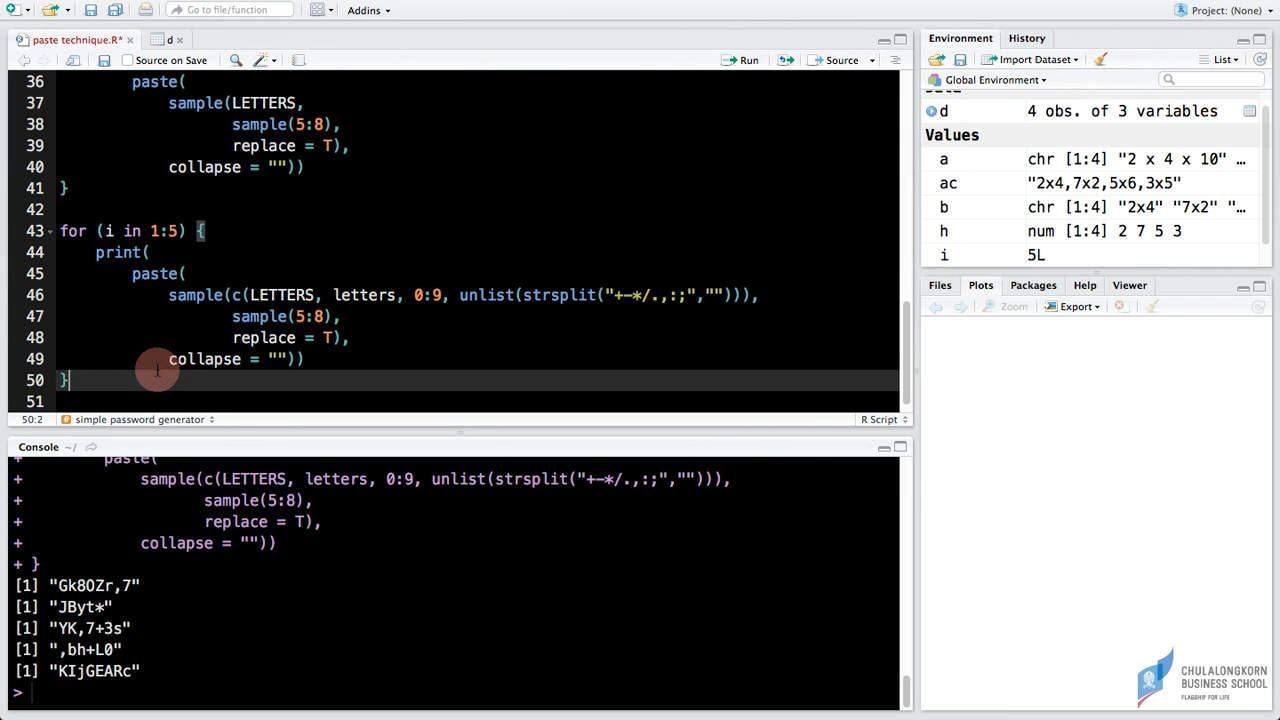 Go to file/function
Addins
Project: (None)
paste technique.R*
d
Source on Save
Run
Source
36 paste(
37 sample(LETTERS,
38 sample(5:8),
39 replace = T),
40 collapse = ""))
41 }
42
43 for (i in 1:5) {
44 print(
45 paste(
46 sample(c(LETTERS, letters, 0:9, unlist(strsplit("+-*/.,:;",""))),
47 sample(5:8),
48 replace = T),
49 collapse = ""))
50 }
51
50:2 simple password generator R Script
Console ~/
+ paste(
+ sample(c(LETTERS, letters, 0:9, unlist(strsplit("+-*/.,:;",""))),
+ sample(5:8),
+ replace = T),
+ collapse = ""))
+ }
[1] "Gk8OZr,7"
[1] "JByt*"
[1] "YK,7+3s"
[1] ",bh+L0"
[1] "KIjGEARc"
>
Environment History
Import Dataset List
Global Environment
Data
d 4 obs. of 3 variables
Values
a chr [1:4] "2 x 4 x 10" …
ac "2x4,7x2,5x6,3x5"
b chr [1:4] "2x4" "7x2" "…
h num [1:4] 2 7 5 3
i 5L
Files Plots Packages Help Viewer
Zoom Export
CHULALONGKORN
BUSINESS SCHOOL
FLAGSHIP FOR LIFE